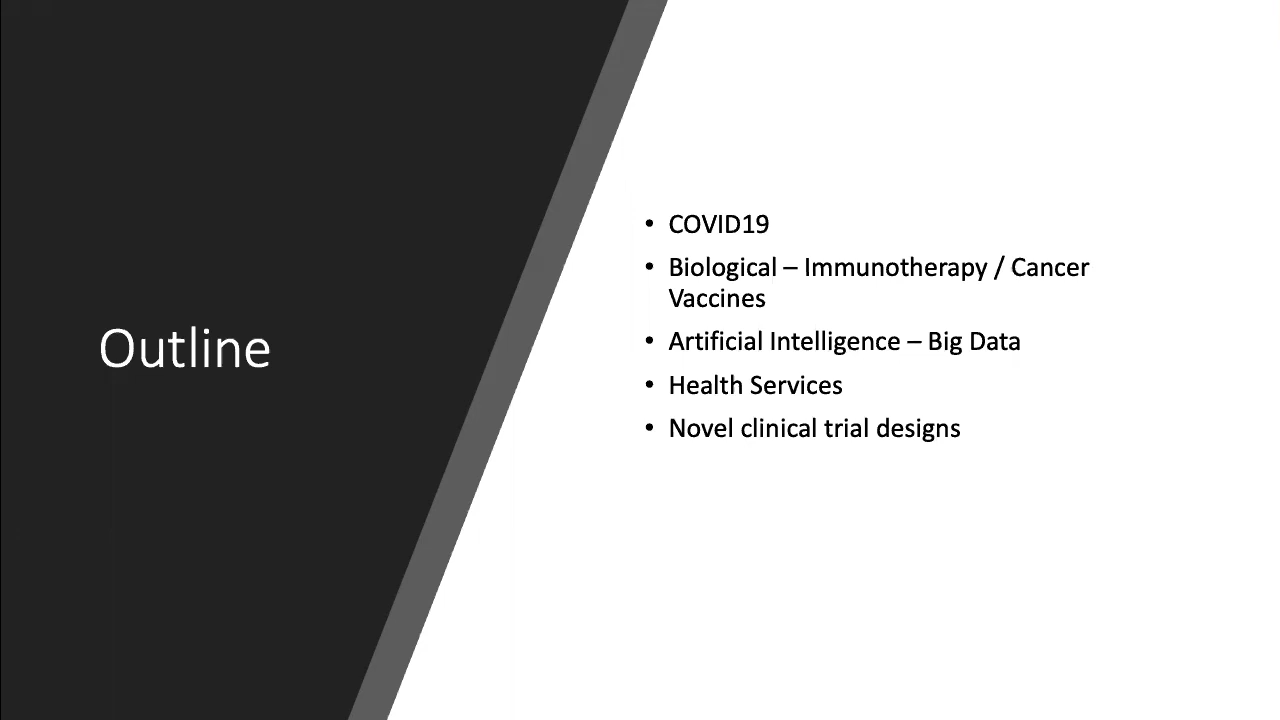 Outline
• COVID19
• Biological – Immunotherapy / Cancer
Vaccines
• Artificial Intelligence – Big Data
• Health Services
• Novel clinical trial designs